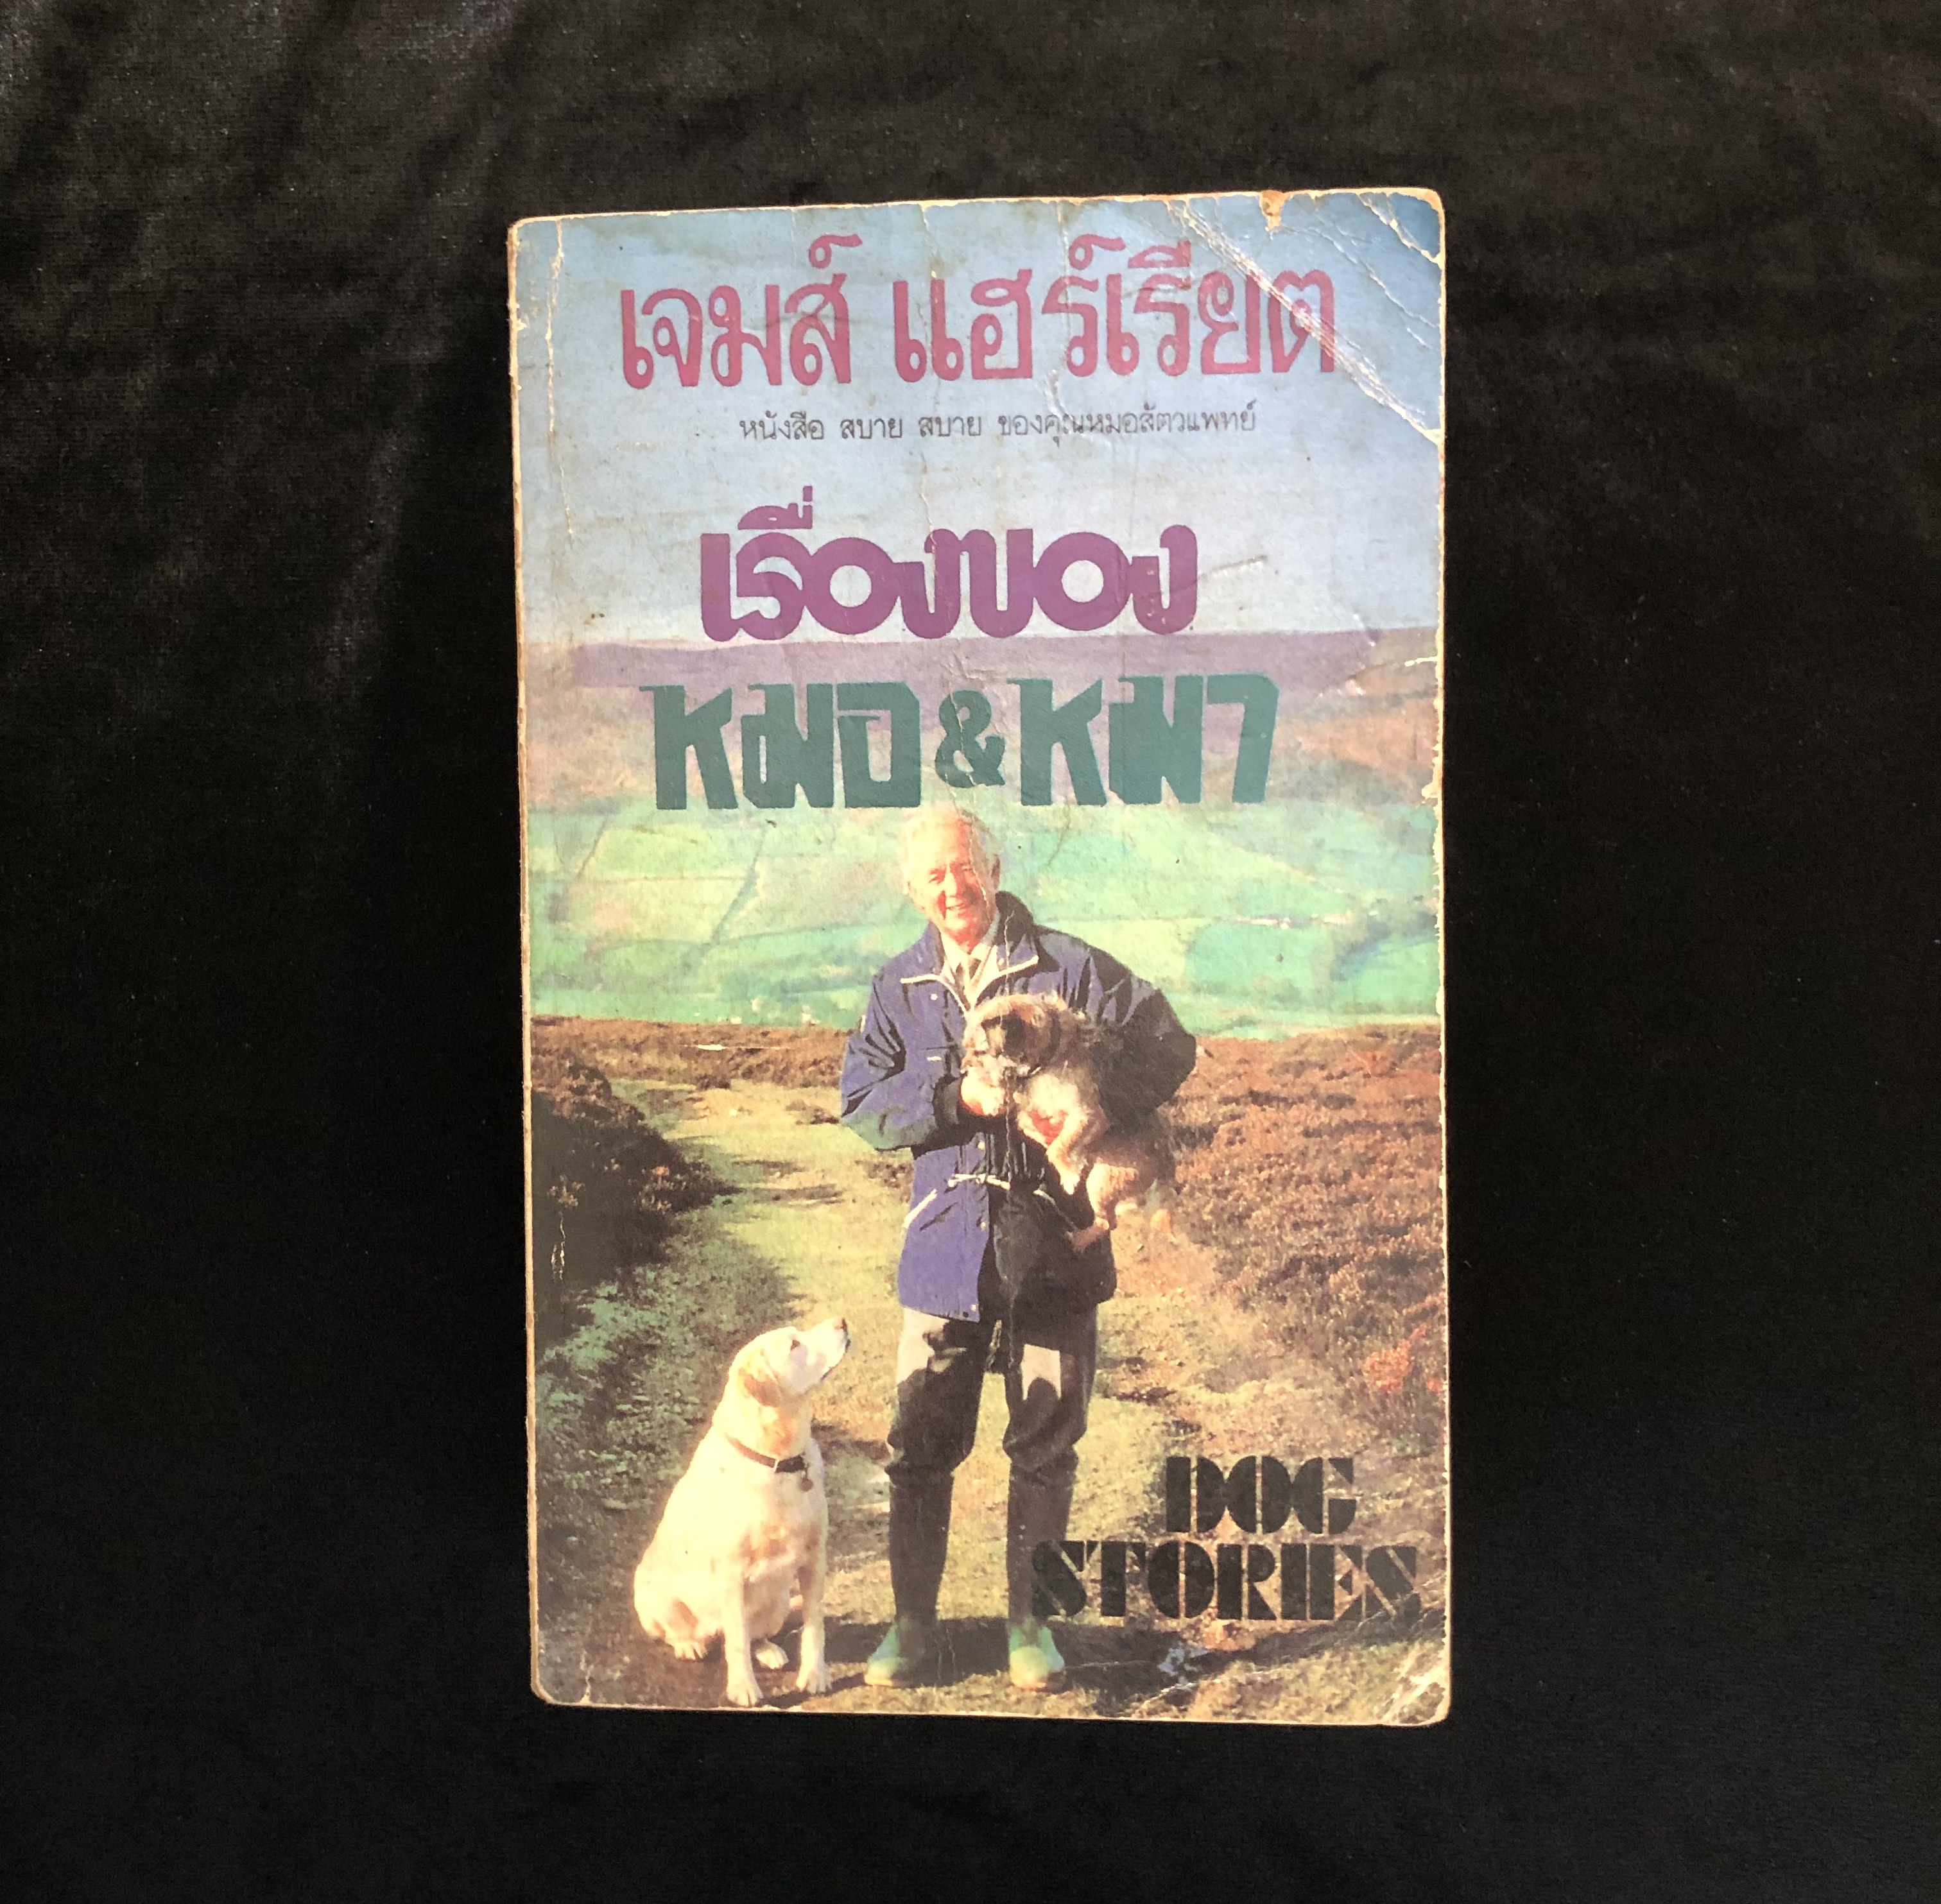 เจมส์ แฮร์เรียต
หนังสือ สบาย สบาย ของคุณหมอสัตวแพทย์
เรื่องของ
หมอ & หมา
DOG
STORIES